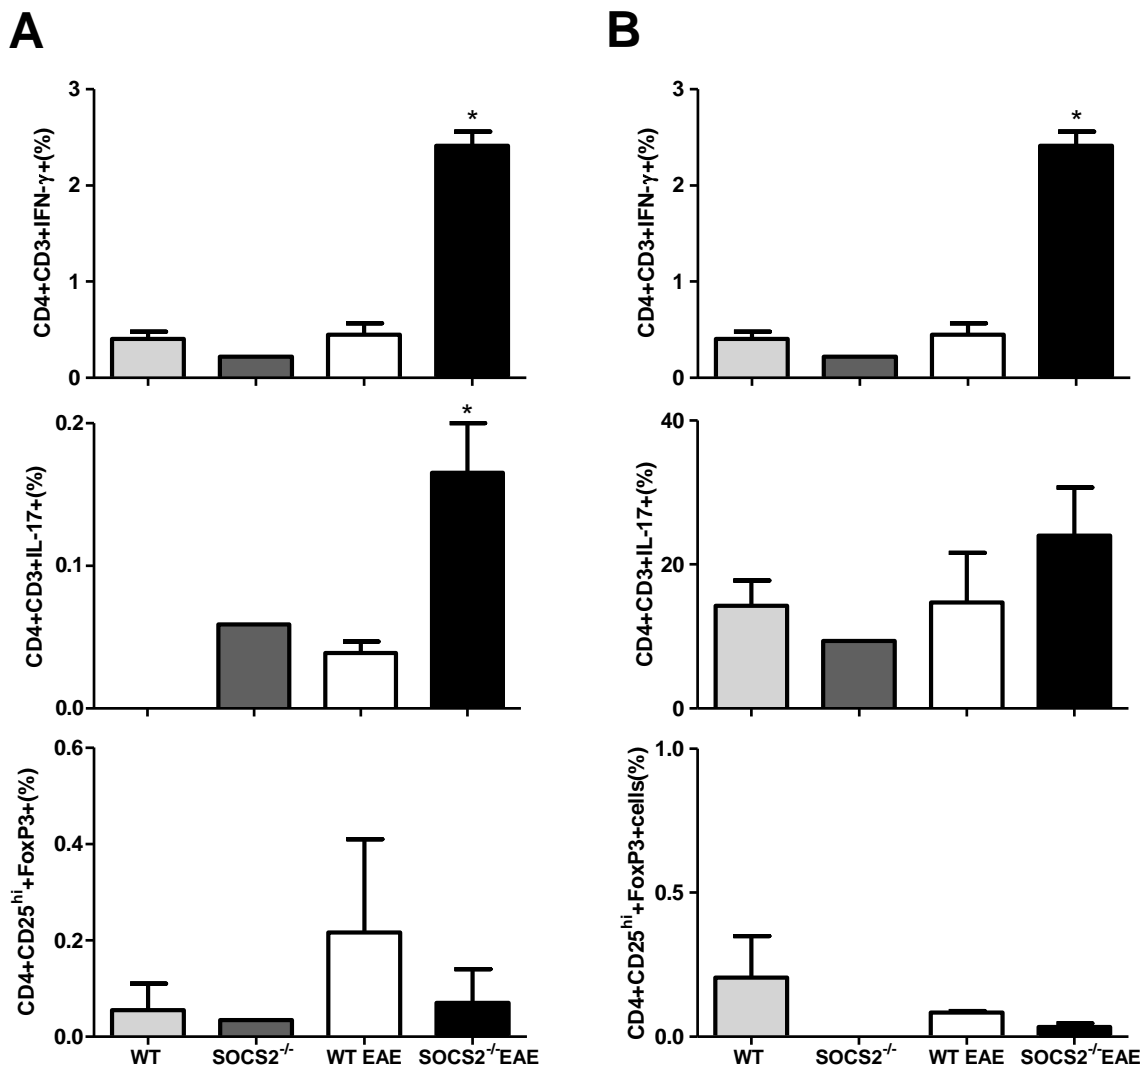 A
B
CD4+CD3+IFN-γ+(%)
3
2
1
0
*
CD4+CD3+IFN-γ+(%)
3
2
1
0
*
CD4+CD3+IL-17+(%)
0.2
0.1
0.0
*
CD4+CD3+IL-17+(%)
40
20
0
CD4+CD25hi+FoxP3+(%)
0.6
0.4
0.2
0.0
WT SOCS2-/- WT EAE SOCS2-/-EAE
CD4+CD25hi+FoxP3+cells(%)
1.0
0.5
0.0
WT SOCS2-/- WT EAE SOCS2-/-EAE